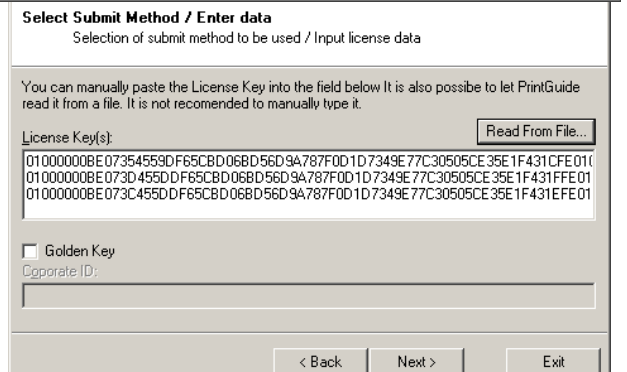 Select Submit Method / Enter data
Selection of submit method to be used / Input license data
You can manually paste the License Key into the field below It is also possibe to let PrintGuide
read it from a file. It is not recomended to manually type it.
License Key(s):
Read From File...
01000000BE07354559DF65CBD06BD56D9A787F0D1D7349E77C30505CE35E1F431CFE010
01000000BE073D455DDF65CBD06BD56D9A787F0D1D7349E77C30505CE35E1F431FFE01
01000000BE073C455DDF65CBD06BD56D9A787F0D1D7349E77C30505CE35E1F431EFE01
Golden Key
Coporate ID:
< Back
Next >
Exit